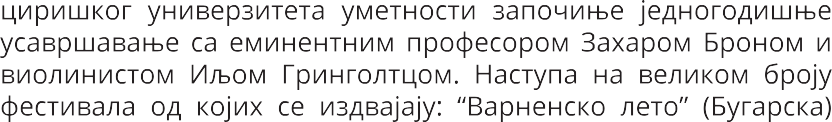 циришког универзитета уметности започиње једногодишње
усавршавање са еминентним професором Захаром Броном и
виолинистом Иљом Гринголтцом. Наступа на великом броју
фестивала од којих се издвајају: “Варненско лето” (Бугарска)